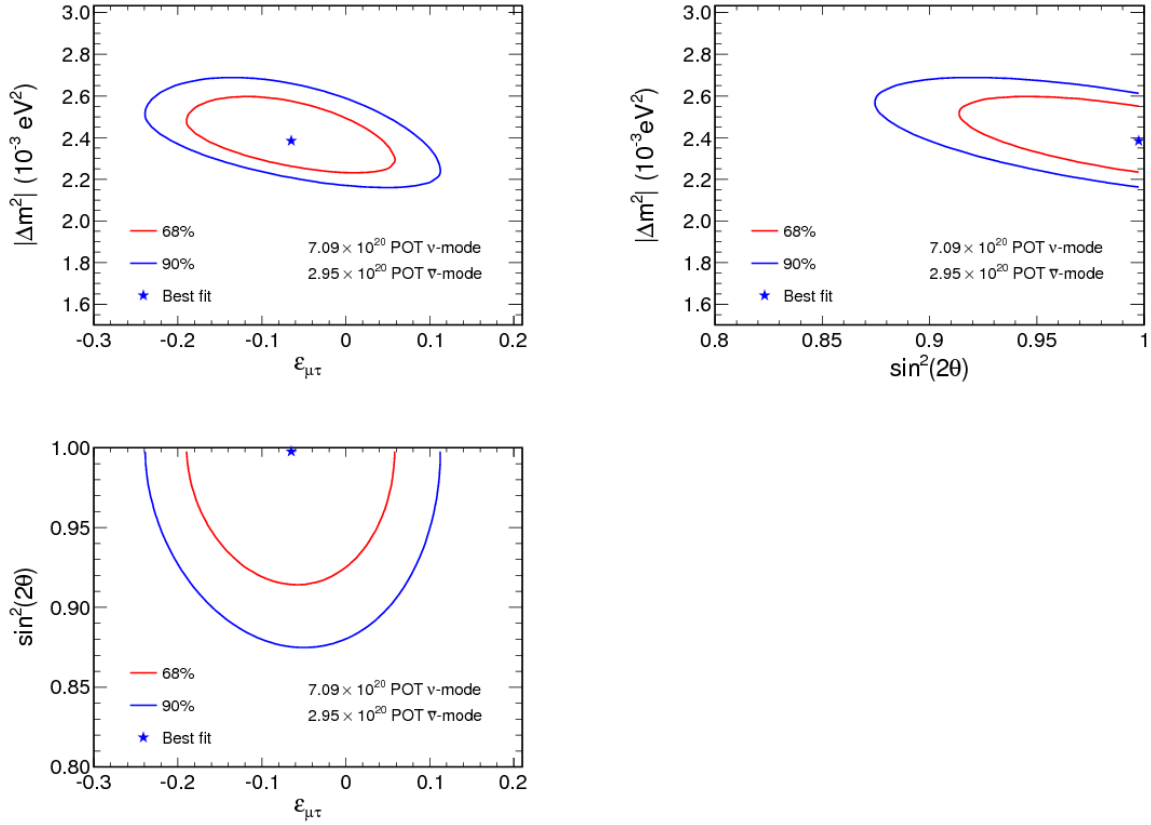 3.0
2.8
2.6
2.4
2.2
2.0
1.8
1.6
|Δm²| (10⁻³ eV²)
68%
90%
Best fit
7.09 × 10²⁰ POT ν-mode
2.95 × 10²⁰ POT ν̅-mode
-0.3 -0.2 -0.1 0 0.1 0.2
εμτ
3.0
2.8
2.6
2.4
2.2
2.0
1.8
1.6
|Δm²| (10⁻³eV²)
68%
90%
Best fit
7.09 × 10²⁰ POT ν-mode
2.95 × 10²⁰ POT ν̅-mode
0.8 0.85 0.9 0.95 1
sin²(2θ)
1.00
0.95
0.90
0.85
0.80
sin²(2θ)
68%
90%
Best fit
7.09 × 10²⁰ POT ν-mode
2.95 × 10²⁰ POT ν̅-mode
-0.3 -0.2 -0.1 0 0.1 0.2
εμτ